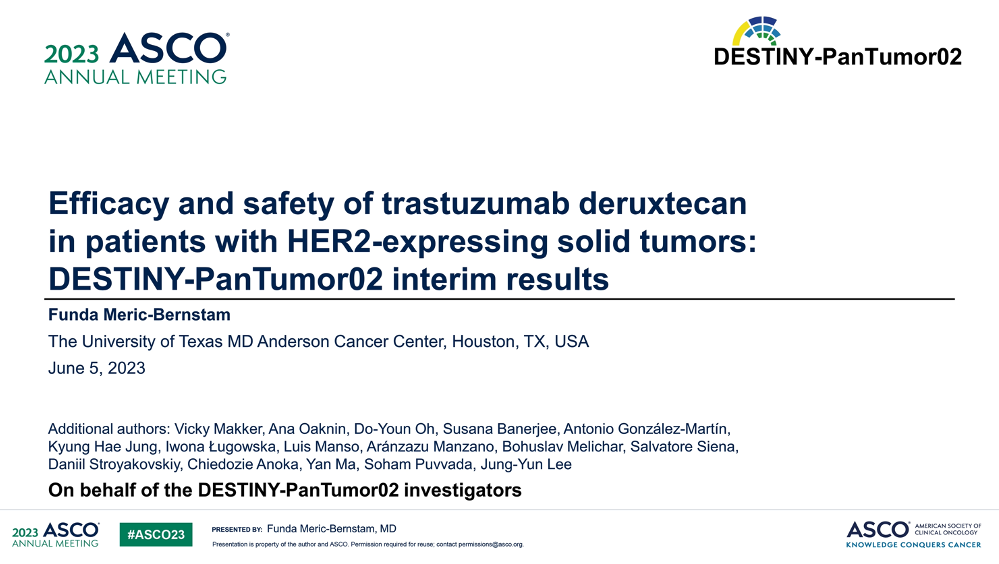 2023 ASCO®
ANNUAL MEETING
DESTINY-PanTumor02
Efficacy and safety of trastuzumab deruxtecan
in patients with HER2-expressing solid tumors:
DESTINY-PanTumor02 interim results
Funda Meric-Bernstam
The University of Texas MD Anderson Cancer Center, Houston, TX, USA
June 5, 2023
Additional authors: Vicky Makker, Ana Oaknin, Do-Youn Oh, Susana Banerjee, Antonio González-Martín,
Kyung Hae Jung, Iwona Ługowska, Luis Manso, Aránzazu Manzano, Bohuslav Melichar, Salvatore Siena,
Daniil Stroyakovskiy, Chiedozie Anoka, Yan Ma, Soham Puvvada, Jung-Yun Lee
On behalf of the DESTINY-PanTumor02 investigators
2023 ASCO®
ANNUAL MEETING
#ASCO23
PRESENTED BY: Funda Meric-Bernstam, MD
Presentation is property of the author and ASCO. Permission required for reuse; contact permissions@asco.org.
ASCO® AMERICAN SOCIETY OF
CLINICAL ONCOLOGY
KNOWLEDGE CONQUERS CANCER